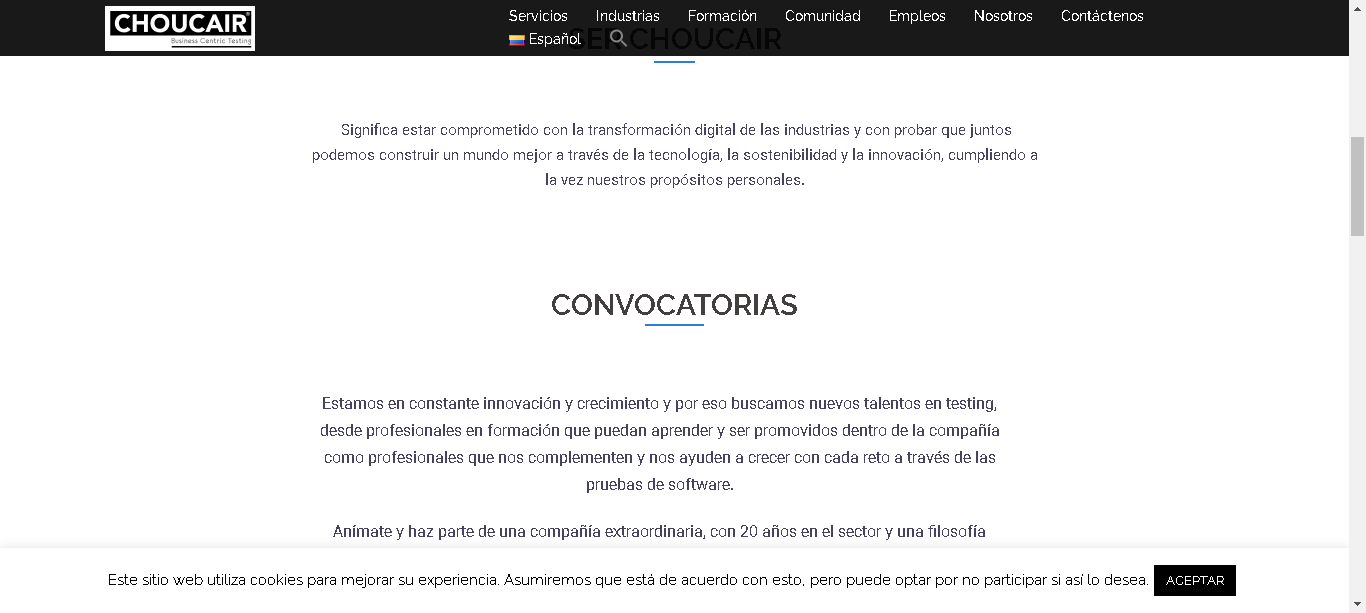 CHOUCAIR
Business Centric Testing
Servicios Industrias Formación Comunidad Empleos Nosotros Contáctenos
Español
SER CHOUCAIR
Significa estar comprometido con la transformación digital de las industrias y con probar que juntos
podemos construir un mundo mejor a través de la tecnología, la sostenibilidad y la innovación, cumpliendo a
la vez nuestros propósitos personales.
CONVOCATORIAS
Estamos en constante innovación y crecimiento y por eso buscamos nuevos talentos en testing,
desde profesionales en formación que puedan aprender y ser promovidos dentro de la compañía
como profesionales que nos complementen y nos ayuden a crecer con cada reto a través de las
pruebas de software.
Anímate y haz parte de una compañía extraordinaria, con 20 años en el sector y una filosofía
Este sitio web utiliza cookies para mejorar su experiencia. Asumiremos que está de acuerdo con esto, pero puede optar por no participar si así lo desea. ACEPTAR